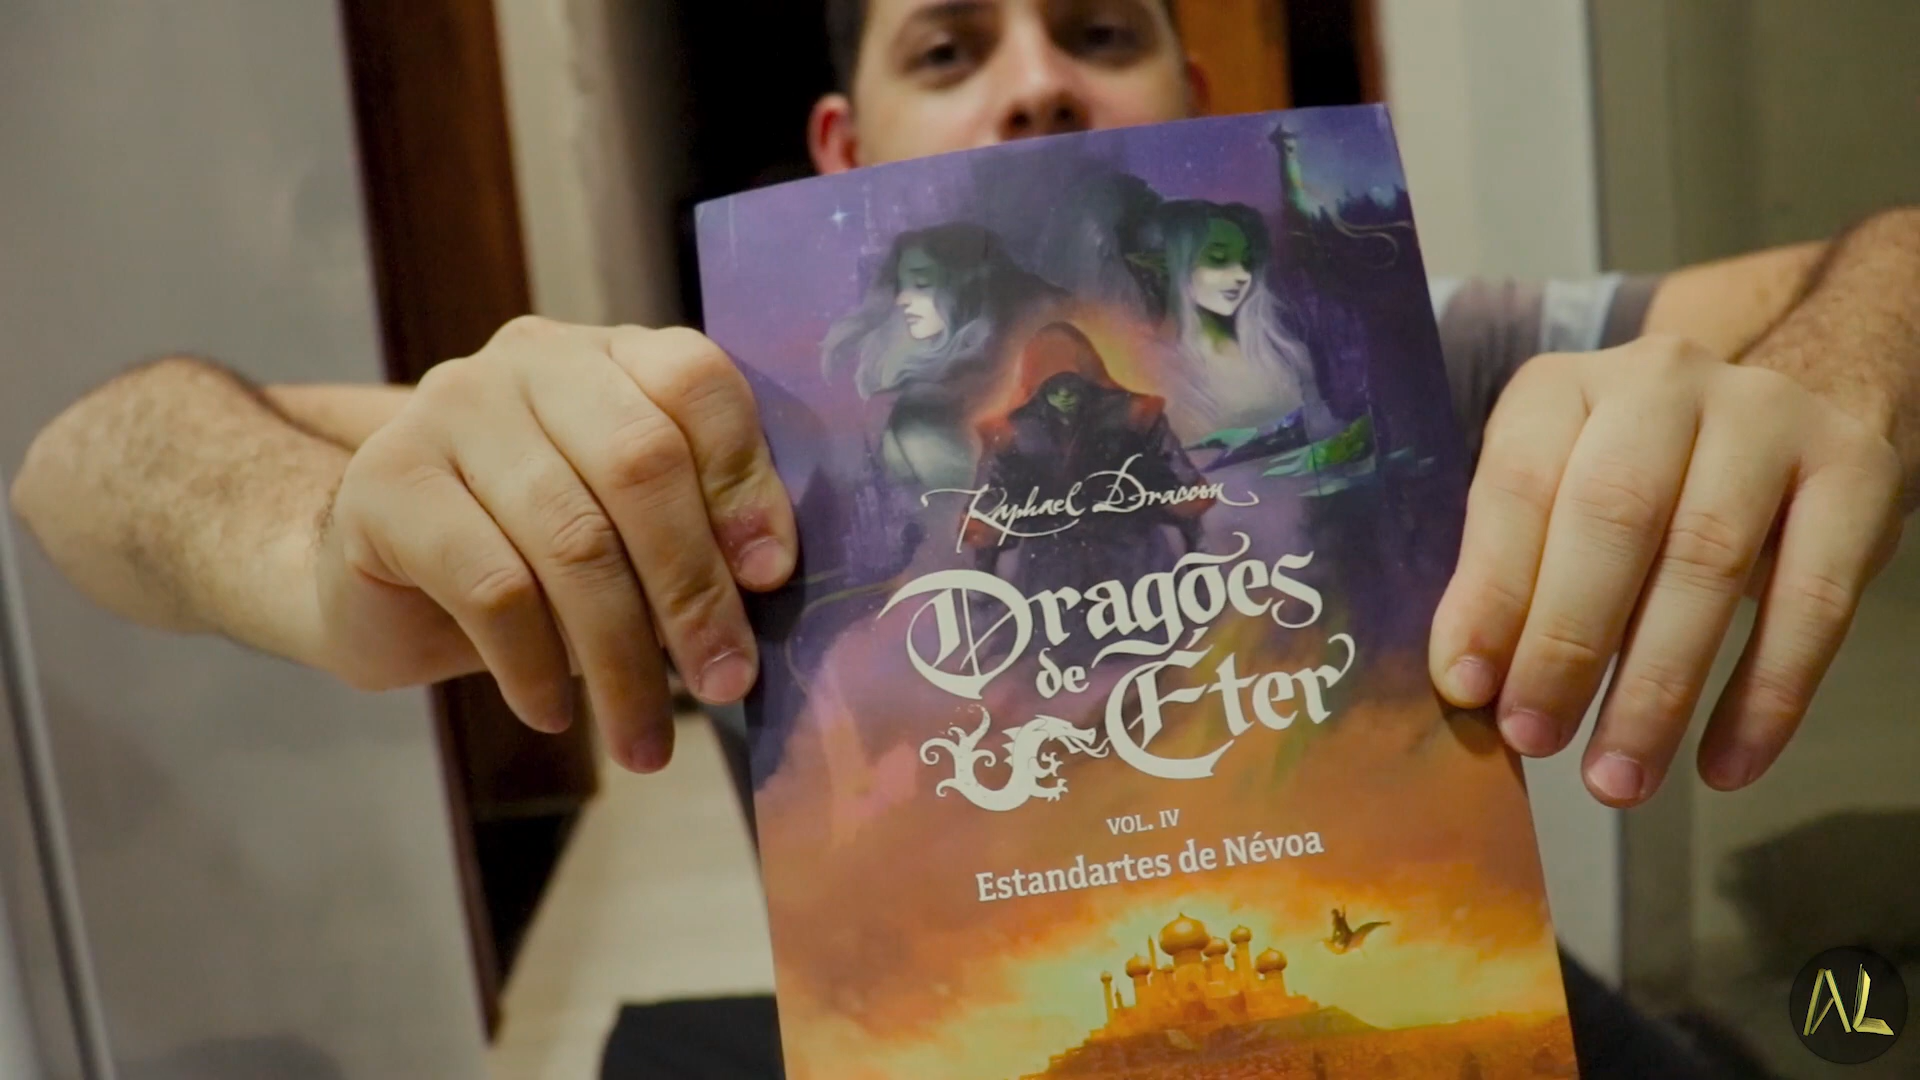 Raphael Draccon
Dragões
de Éter
VOL. IV
Estandartes de Névoa
AL